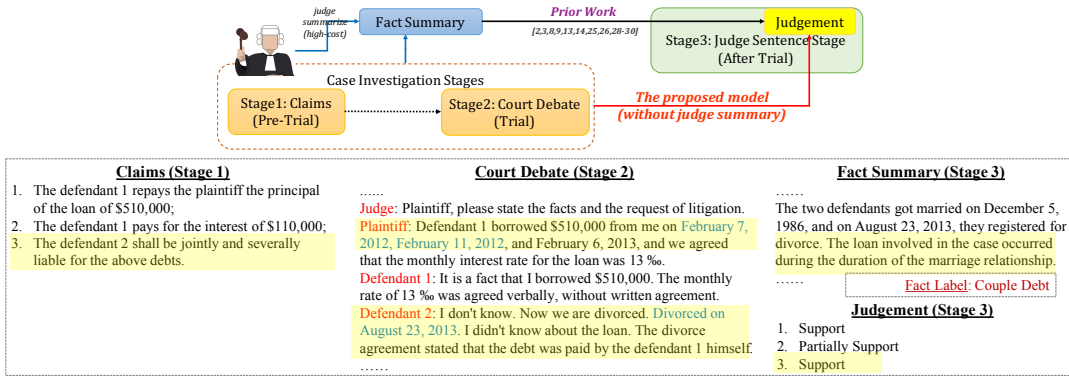 judge
summarize
(high-cost)
Fact Summary
Prior Work
[2,3,8,9,13,14,25,26,28-30]
Judgement
Stage3: Judge Sentence Stage
(After Trial)
Case Investigation Stages
Stage1: Claims
(Pre-Trial)
Stage2: Court Debate
(Trial)
The proposed model
(without judge summary)
Claims (Stage 1)
1. The defendant 1 repays the plaintiff the principal
of the loan of $510,000;
2. The defendant 1 pays for the interest of $110,000;
3. The defendant 2 shall be jointly and severally
liable for the above debts.
Court Debate (Stage 2)
......
Judge: Plaintiff, please state the facts and the request of litigation.
Plaintiff: Defendant 1 borrowed $510,000 from me on February 7,
2012, February 11, 2012, and February 6, 2013, and we agreed
that the monthly interest rate for the loan was 13 ‰.
Defendant 1: It is a fact that I borrowed $510,000. The monthly
rate of 13 ‰ was agreed verbally, without written agreement.
Defendant 2: I don't know. Now we are divorced. Divorced on
August 23, 2013. I didn't know about the loan. The divorce
agreement stated that the debt was paid by the defendant 1 himself.
......
Fact Summary (Stage 3)
......
The two defendants got married on December 5,
1986, and on August 23, 2013, they registered for
divorce. The loan involved in the case occurred
during the duration of the marriage relationship.
......
Fact Label: Couple Debt
Judgement (Stage 3)
1. Support
2. Partially Support
3. Support